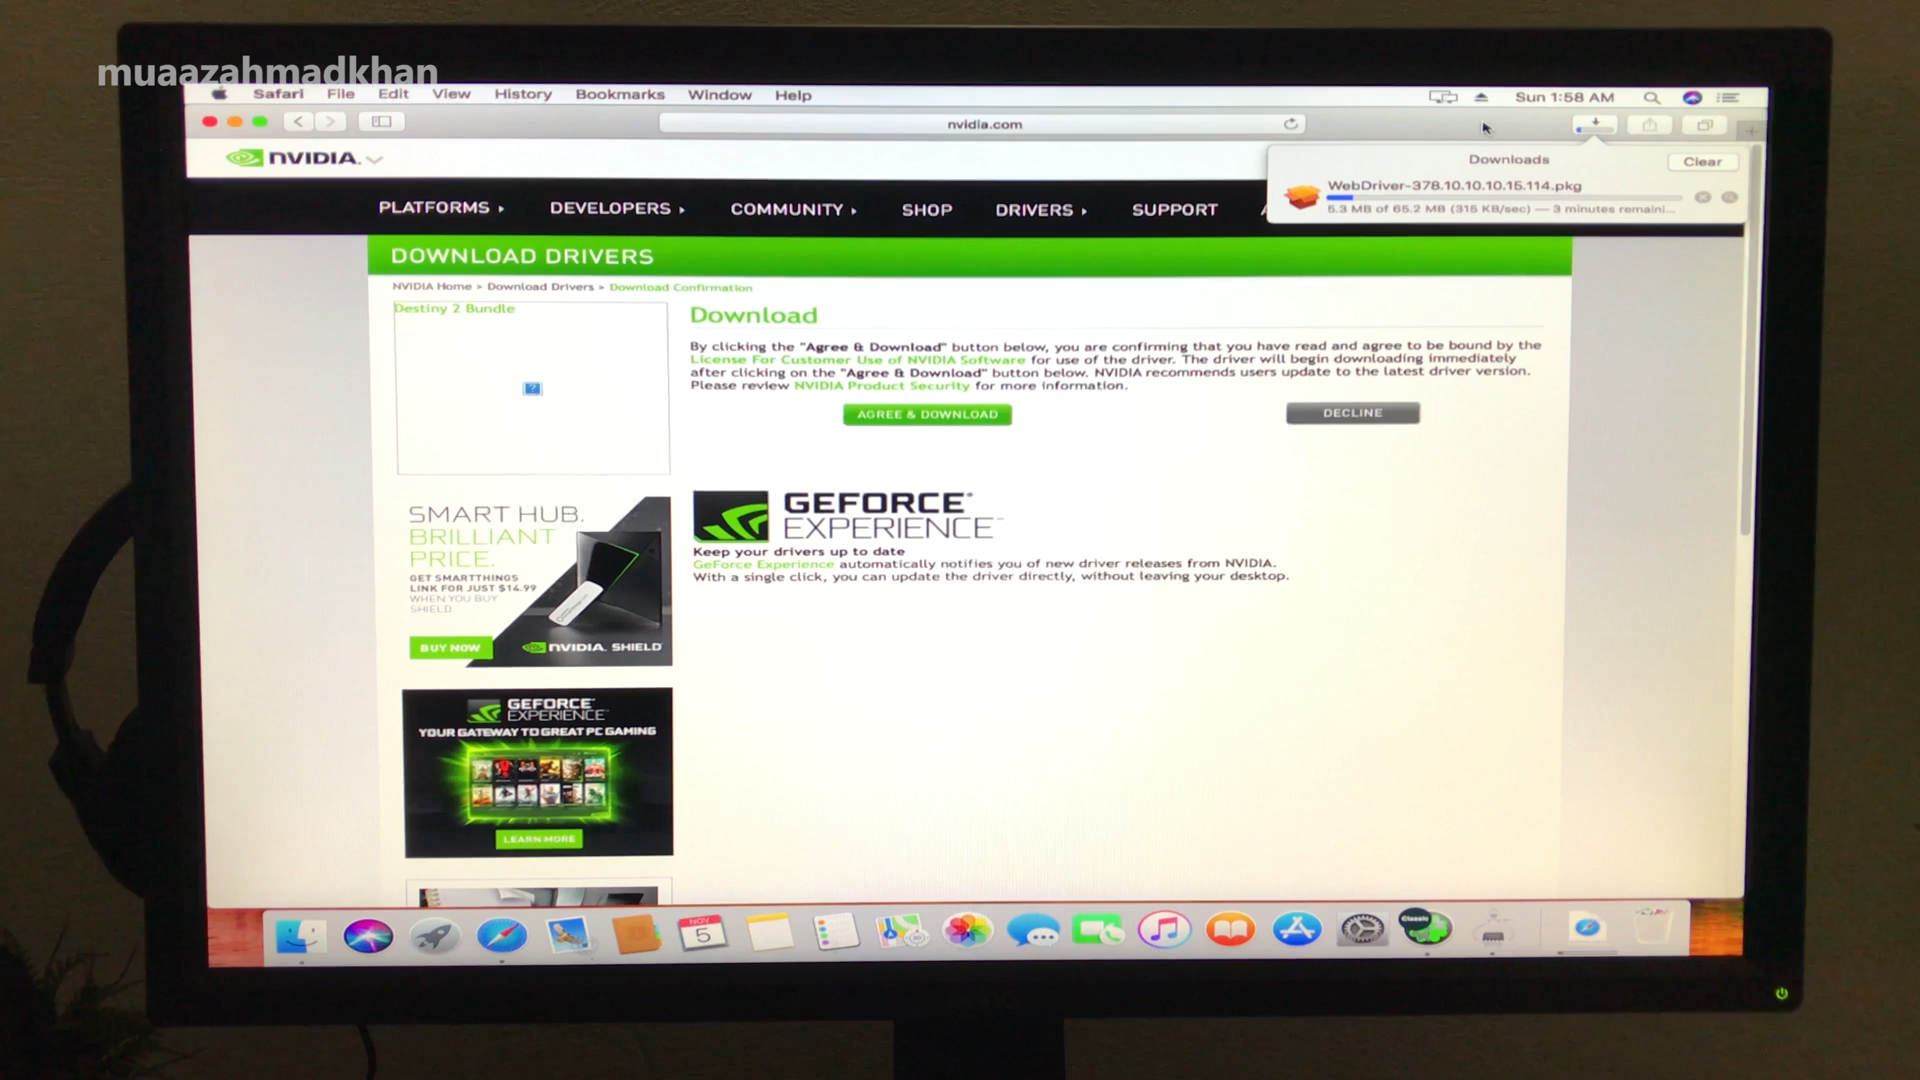 muaazahmadkhan
Safari File Edit View History Bookmarks Window Help
Sun 1:58 AM
nvidia.com
Downloads
Clear
WebDriver-378.10.10.10.15.114.pkg
5.3 MB of 65.2 MB (315 KB/sec) — 3 minutes remaini...
NVIDIA.
PLATFORMS DEVELOPERS COMMUNITY SHOP DRIVERS SUPPORT
DOWNLOAD DRIVERS
NVIDIA Home > Download Drivers > Download Confirmation
Destiny 2 Bundle
Download
By clicking the "Agree & Download" button below, you are confirming that you have read and agree to be bound by the
License For Customer Use of NVIDIA Software for use of the driver. The driver will begin downloading immediately
after clicking on the "Agree & Download" button below. NVIDIA recommends users update to the latest driver version.
Please review NVIDIA Product Security for more information.
AGREE & DOWNLOAD
DECLINE
SMART HUB.
BRILLIANT
PRICE.
GET SMARTTHINGS
LINK FOR JUST $14.99
WHEN YOU BUY
SHIELD
BUY NOW
NVIDIA. SHIELD
GEFORCE
EXPERIENCE
Keep your drivers up to date
GeForce Experience automatically notifies you of new driver releases from NVIDIA.
With a single click, you can update the driver directly, without leaving your desktop.
GEFORCE
EXPERIENCE
YOUR GATEWAY TO GREAT PC GAMING
LEARN MORE
NOV
5
Classic